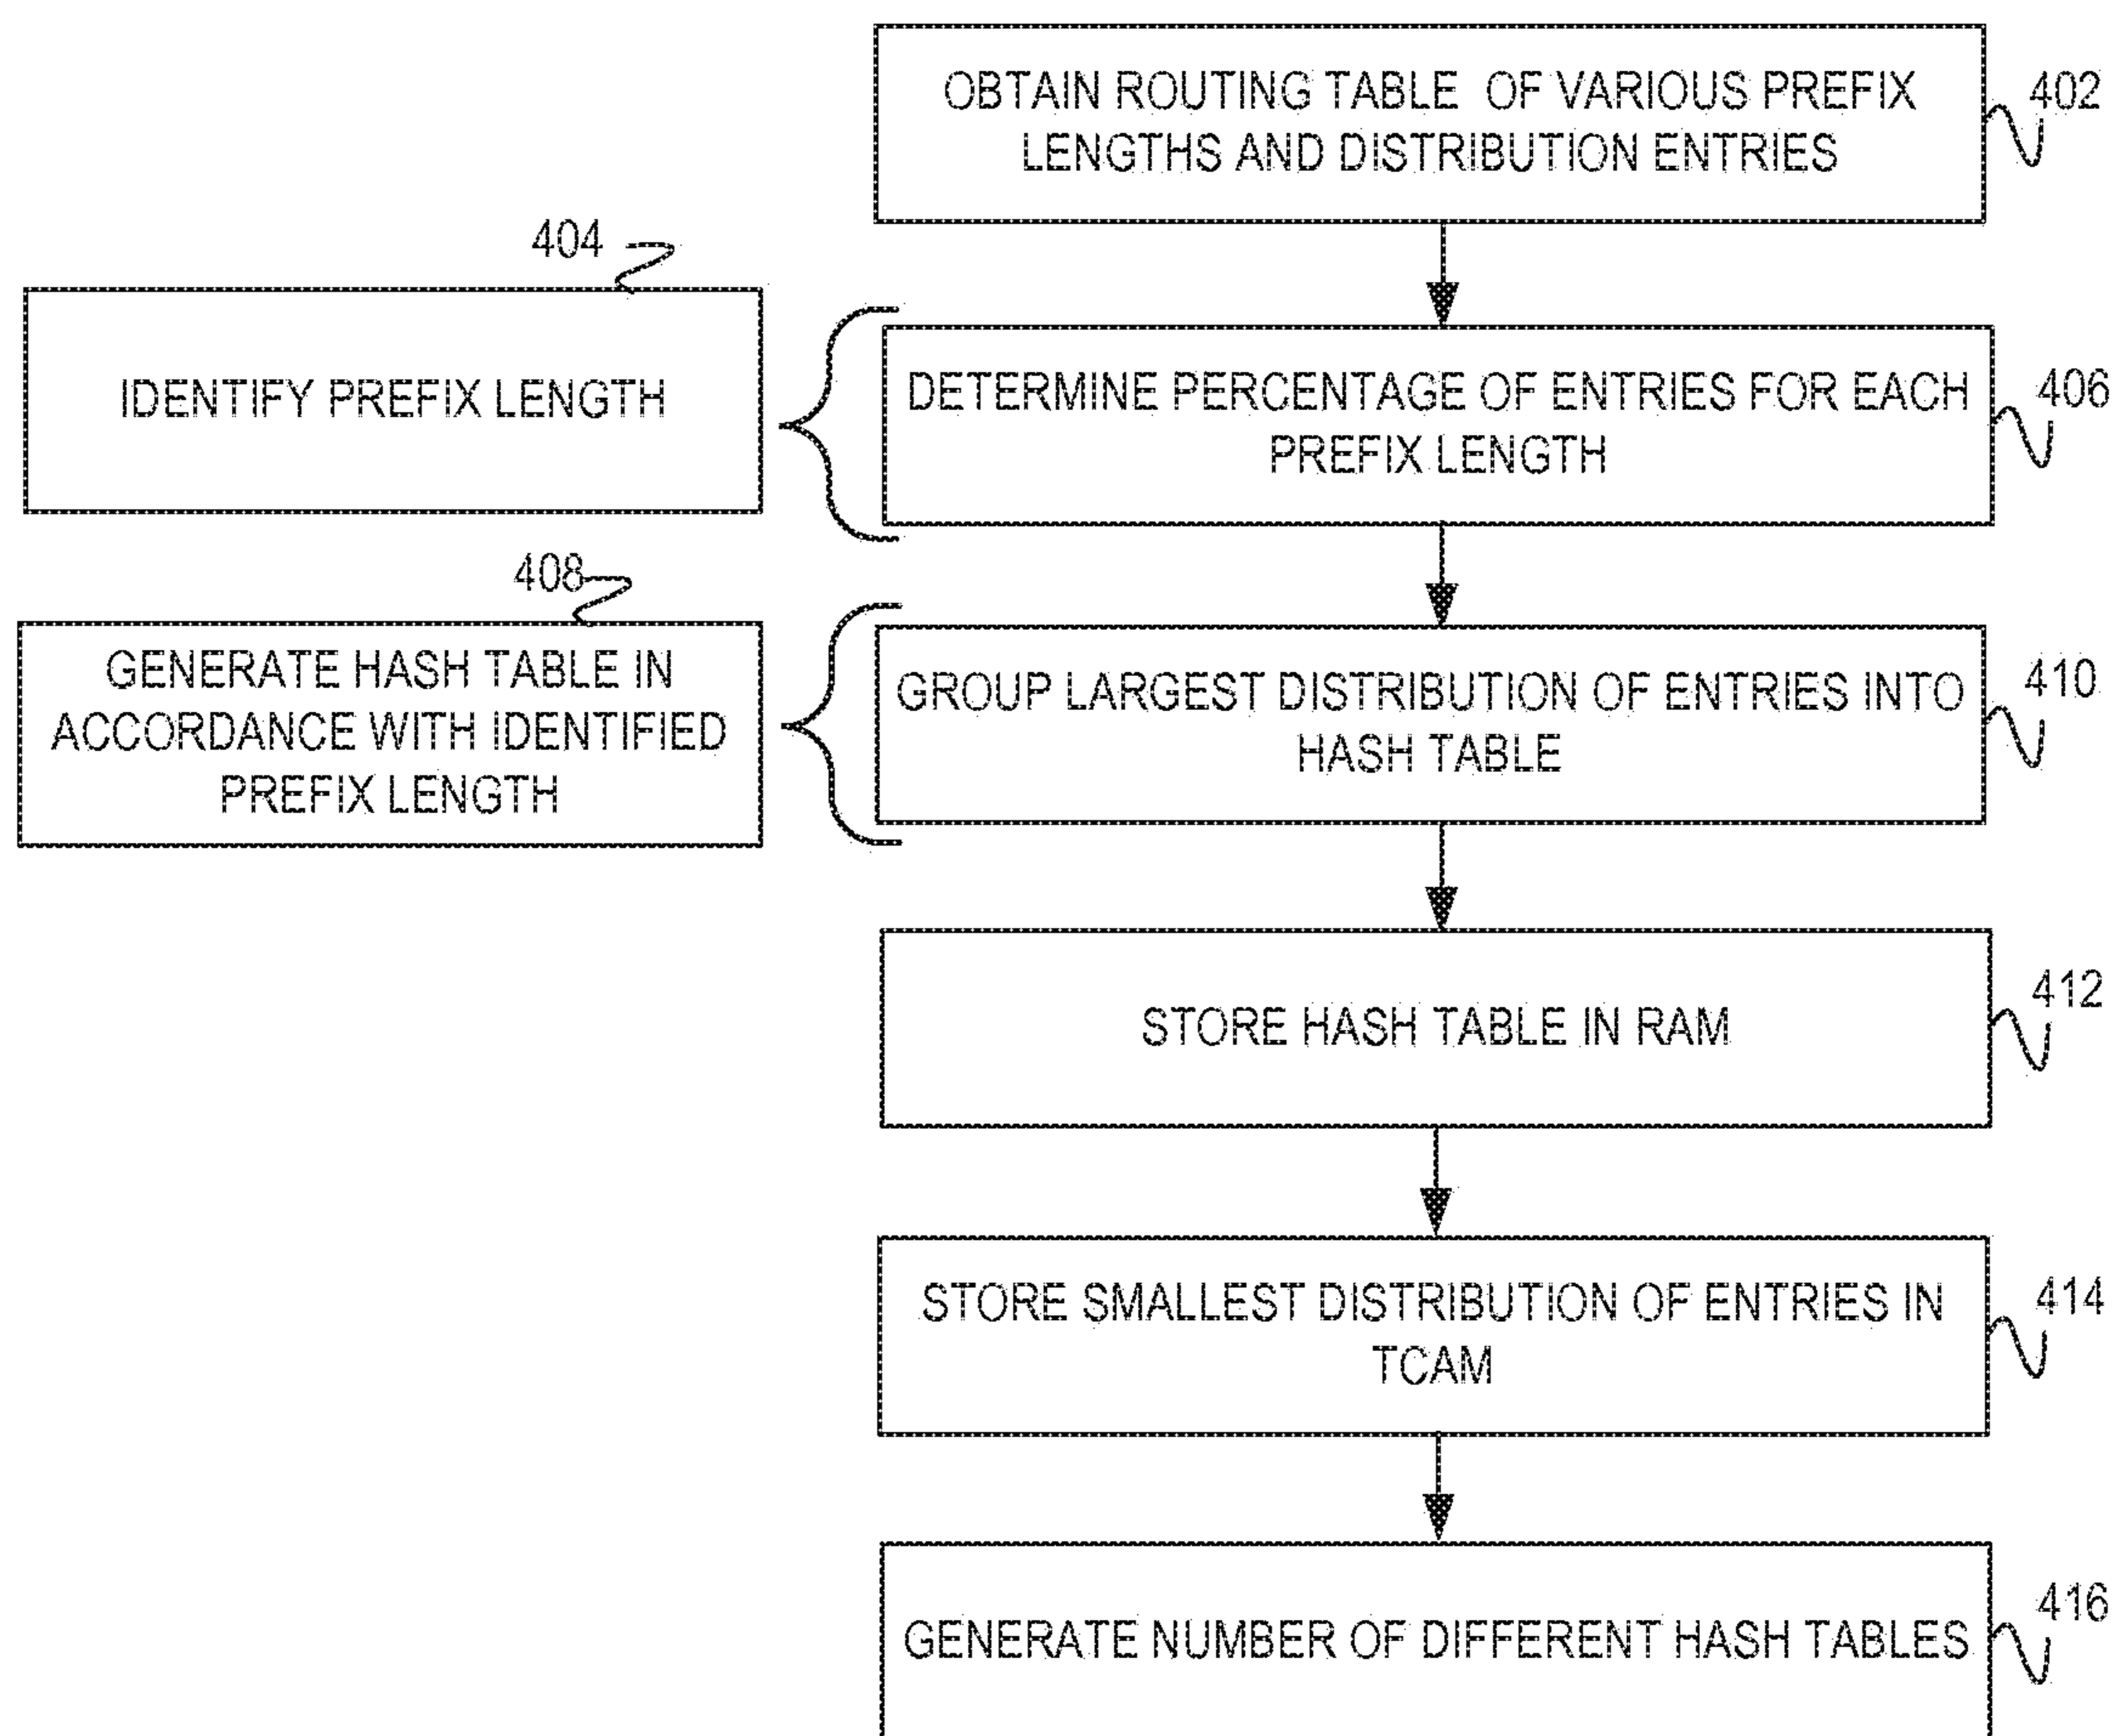 OBTAIN ROUTING TABLE OF VARIOUS PREFIX
LENGTHS AND DISTRIBUTION ENTRIES
402
404
IDENTIFY PREFIX LENGTH
DETERMINE PERCENTAGE OF ENTRIES FOR EACH
PREFIX LENGTH
406
408
GENERATE HASH TABLE IN
ACCORDANCE WITH IDENTIFIED
PREFIX LENGTH
GROUP LARGEST DISTRIBUTION OF ENTRIES INTO
HASH TABLE
410
STORE HASH TABLE IN RAM
412
STORE SMALLEST DISTRIBUTION OF ENTRIES IN
TCAM
414
GENERATE NUMBER OF DIFFERENT HASH TABLES
416